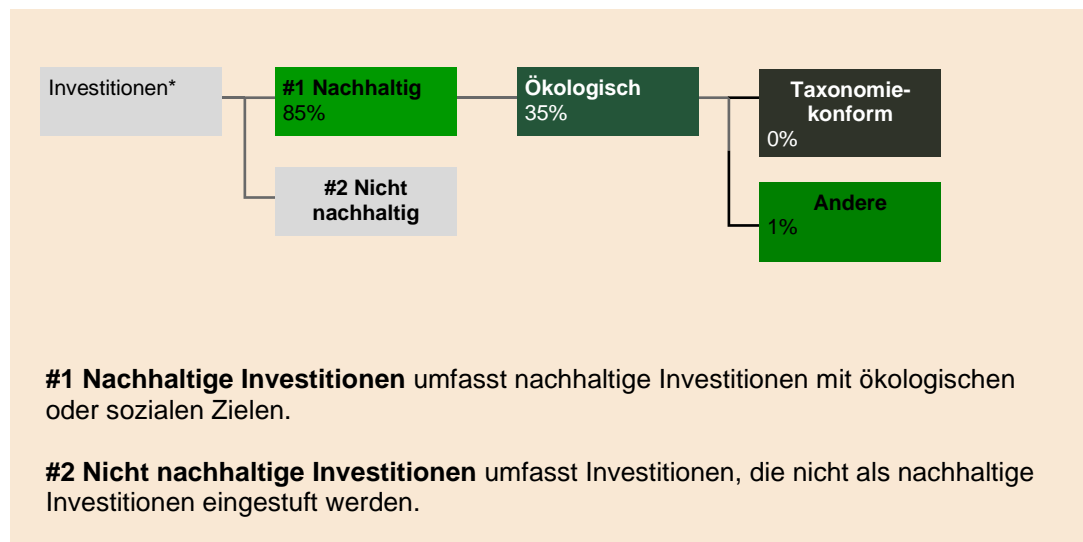 Investitionen*
#1 Nachhaltig
85%
Ökologisch
35%
Taxonomie-
konform
0%
#2 Nicht
nachhaltig
Andere
1%
#1 Nachhaltige Investitionen umfasst nachhaltige Investitionen mit ökologischen
oder sozialen Zielen.
#2 Nicht nachhaltige Investitionen umfasst Investitionen, die nicht als nachhaltige
Investitionen eingestuft werden.